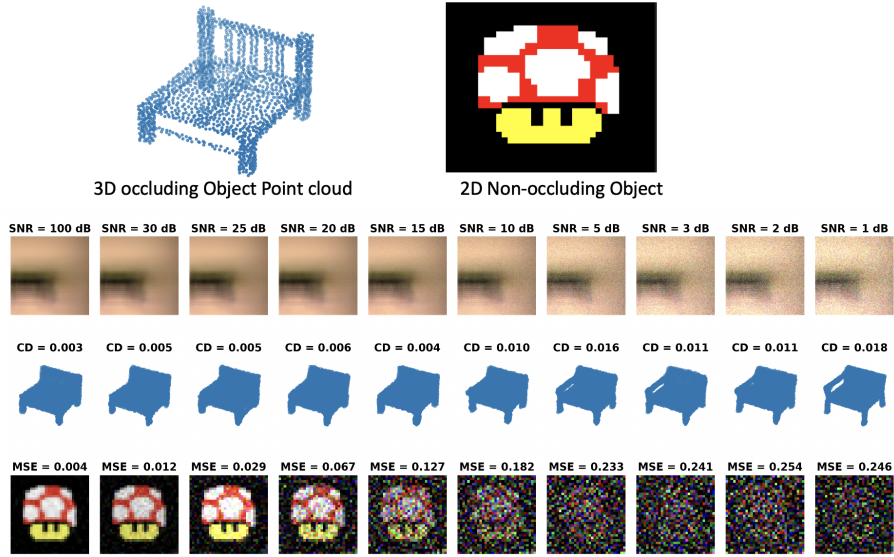 3D occluding Object Point cloud
2D Non-occluding Object
SNR = 100 dB SNR = 30 dB SNR = 25 dB SNR = 20 dB SNR = 15 dB SNR = 10 dB SNR = 5 dB SNR = 3 dB SNR = 2 dB SNR = 1 dB
CD = 0.003 CD = 0.005 CD = 0.005 CD = 0.006 CD = 0.004 CD = 0.010 CD = 0.016 CD = 0.011 CD = 0.011 CD = 0.018
MSE = 0.004 MSE = 0.012 MSE = 0.029 MSE = 0.067 MSE = 0.127 MSE = 0.182 MSE = 0.233 MSE = 0.241 MSE = 0.254 MSE = 0.246